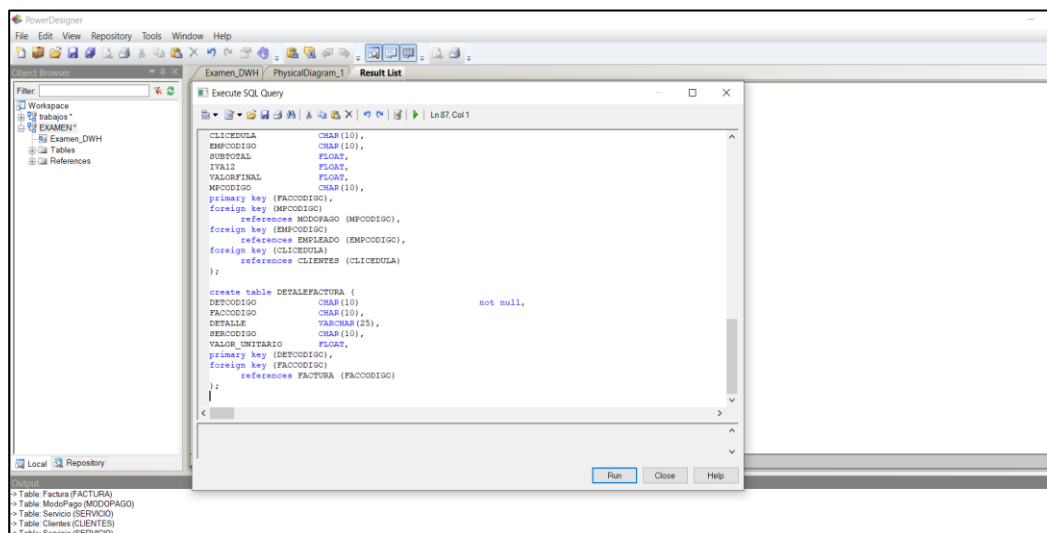 PowerDesigner
File Edit View Repository Tools Window Help
Object Browser
Examen_DWH PhysicalDiagram_1 Result List
Filter:
Workspace
trabajos *
EXAMEN *
Examen_DWH
Tables
References
Execute SQL Query
Ln 87, Col 1
CLICEDULA CHAR(10),
EMPCODIGO CHAR(10),
SUBTOTAL FLOAT,
IVA12 FLOAT,
VALORFINAL FLOAT,
MPCODIGO CHAR(10),
primary key (FACCODIGO),
foreign key (MPCODIGO)
references MODOPAGO (MPCODIGO),
foreign key (EMPCODIGO)
references EMPLEADO (EMPCODIGO),
foreign key (CLICEDULA)
references CLIENTES (CLICEDULA)
);
create table DETALEFACTURA (
DETCODIGO CHAR(10) not null,
FACCODIGO CHAR(10),
DETALLE VARCHAR(25),
SERCODIGO CHAR(10),
VALOR_UNITARIO FLOAT,
primary key (DETCODIGO),
foreign key (FACCODIGO)
references FACTURA (FACCODIGO)
);
Run Close Help
Local Repository
Output
-> Table: Factura (FACTURA)
-> Table: ModoPago (MODOPAGO)
-> Table: Servicio (SERVICIO)
-> Table: Clientes (CLIENTES)
-> Table: Servicio (SERVICIO)